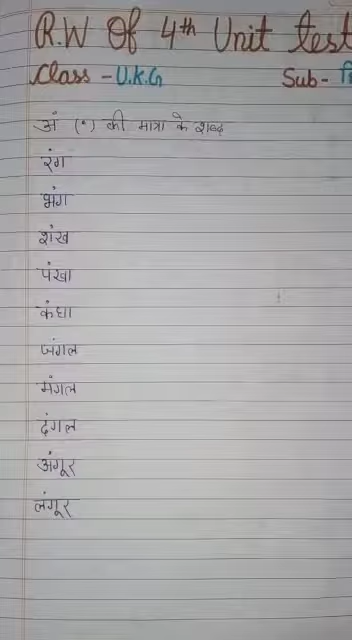 R.W Of 4th Unit test
Class - U.K.G Sub-
अं (ं) की मात्रा के शब्द
रंग
भंग
शंख
पंखा
कंघा
जंगल
मंगल
दंगल
अंगूर
लंगूर